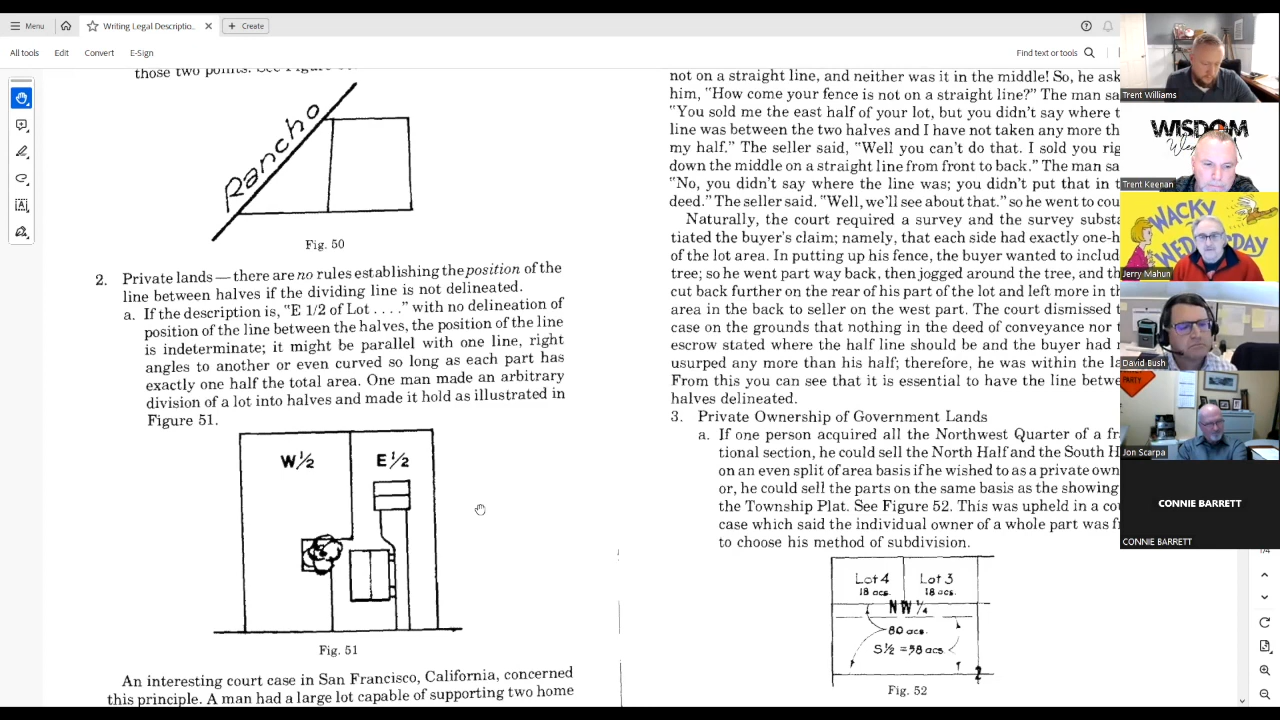 Menu
Writing Legal Descriptio...
Create
All tools
Edit
Convert
E-Sign
Find text or tools
those two points. See Figure
Rancho
Fig. 50
2. Private lands — there are no rules establishing the position of the
line between halves if the dividing line is not delineated.
a. If the description is, "E 1/2 of Lot . . . ." with no delineation of
position of the line between the halves, the position of the line
is indeterminate; it might be parallel with one line, right
angles to another or even curved so long as each part has
exactly one half the total area. One man made an arbitrary
division of a lot into halves and made it hold as illustrated in
Figure 51.
W ½
E ½
Fig. 51
An interesting court case in San Francisco, California, concerned
this principle. A man had a large lot capable of supporting two home
not on a straight line, and neither was it in the middle! So, he ask
him, "How come your fence is not on a straight line?" The man sa
"You sold me the east half of your lot, but you didn't say where t
line was between the two halves and I have not taken any more th
my half." The seller said, "Well you can't do that. I sold you rig
down the middle on a straight line from front to back." The man sa
"No, you didn't say where the line was; you didn't put that in t
deed." The seller said. "Well, we'll see about that." so he went to cou
Naturally, the court required a survey and the survey substa
tiated the buyer's claim; namely, that each side had exactly one-h
of the lot area. In putting up his fence, the buyer wanted to includ
tree; so he went part way back, then jogged around the tree, and th
cut back further on the rear of his part of the lot and left more in th
area in the back to seller on the west part. The court dismissed t
case on the grounds that nothing in the deed of conveyance nor t
escrow stated where the half line should be and the buyer had n
usurped any more than his half; therefore, he was within the la
From this you can see that it is essential to have the line betwe
halves delineated.
3. Private Ownership of Government Lands
a. If one person acquired all the Northwest Quarter of a fra
tional section, he could sell the North Half and the South H
on an even split of area basis if he wished to as a private own
or, he could sell the parts on the same basis as the showing
the Township Plat. See Figure 52. This was upheld in a cou
case which said the individual owner of a whole part was f
to choose his method of subdivision.
Lot 4
18 acs.
Lot 3
18 acs.
NW ¼
80 acs.
S½ = 98 acs.
2
Fig. 52
Trent Williams
WISDOM
Trent Keenan
WACKY
WEDNESDAY
Jerry Mahun
David Bush
PARTY
Jon Scarpa
CONNIE BARRETT
CONNIE BARRETT